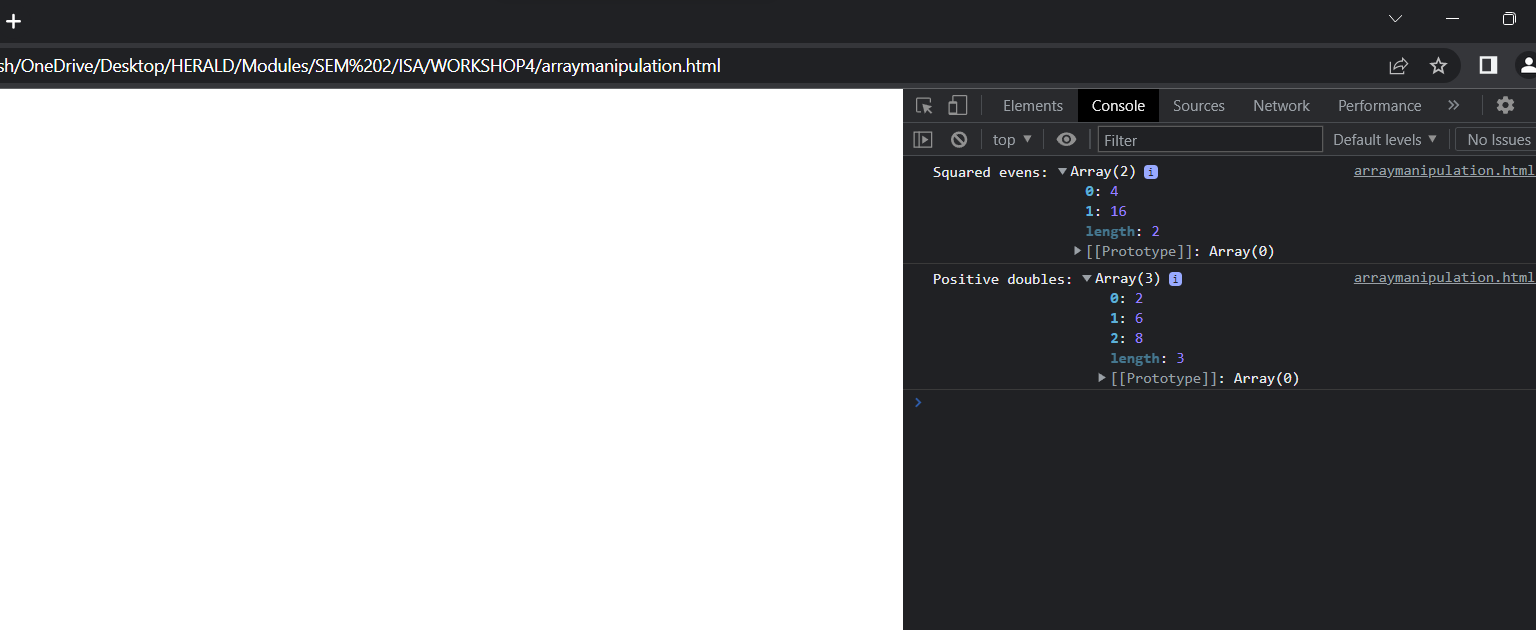 sh/OneDrive/Desktop/HERALD/Modules/SEM%202/ISA/WORKSHOP4/arraymanipulation.html
Elements Console Sources Network Performance »
top ▼ Filter Default levels ▼ No Issues
Squared evens: ▼Array(2) i arraymanipulation.html
0: 4
1: 16
length: 2
▶[[Prototype]]: Array(0)
Positive doubles: ▼Array(3) i arraymanipulation.html
0: 2
1: 6
2: 8
length: 3
▶[[Prototype]]: Array(0)